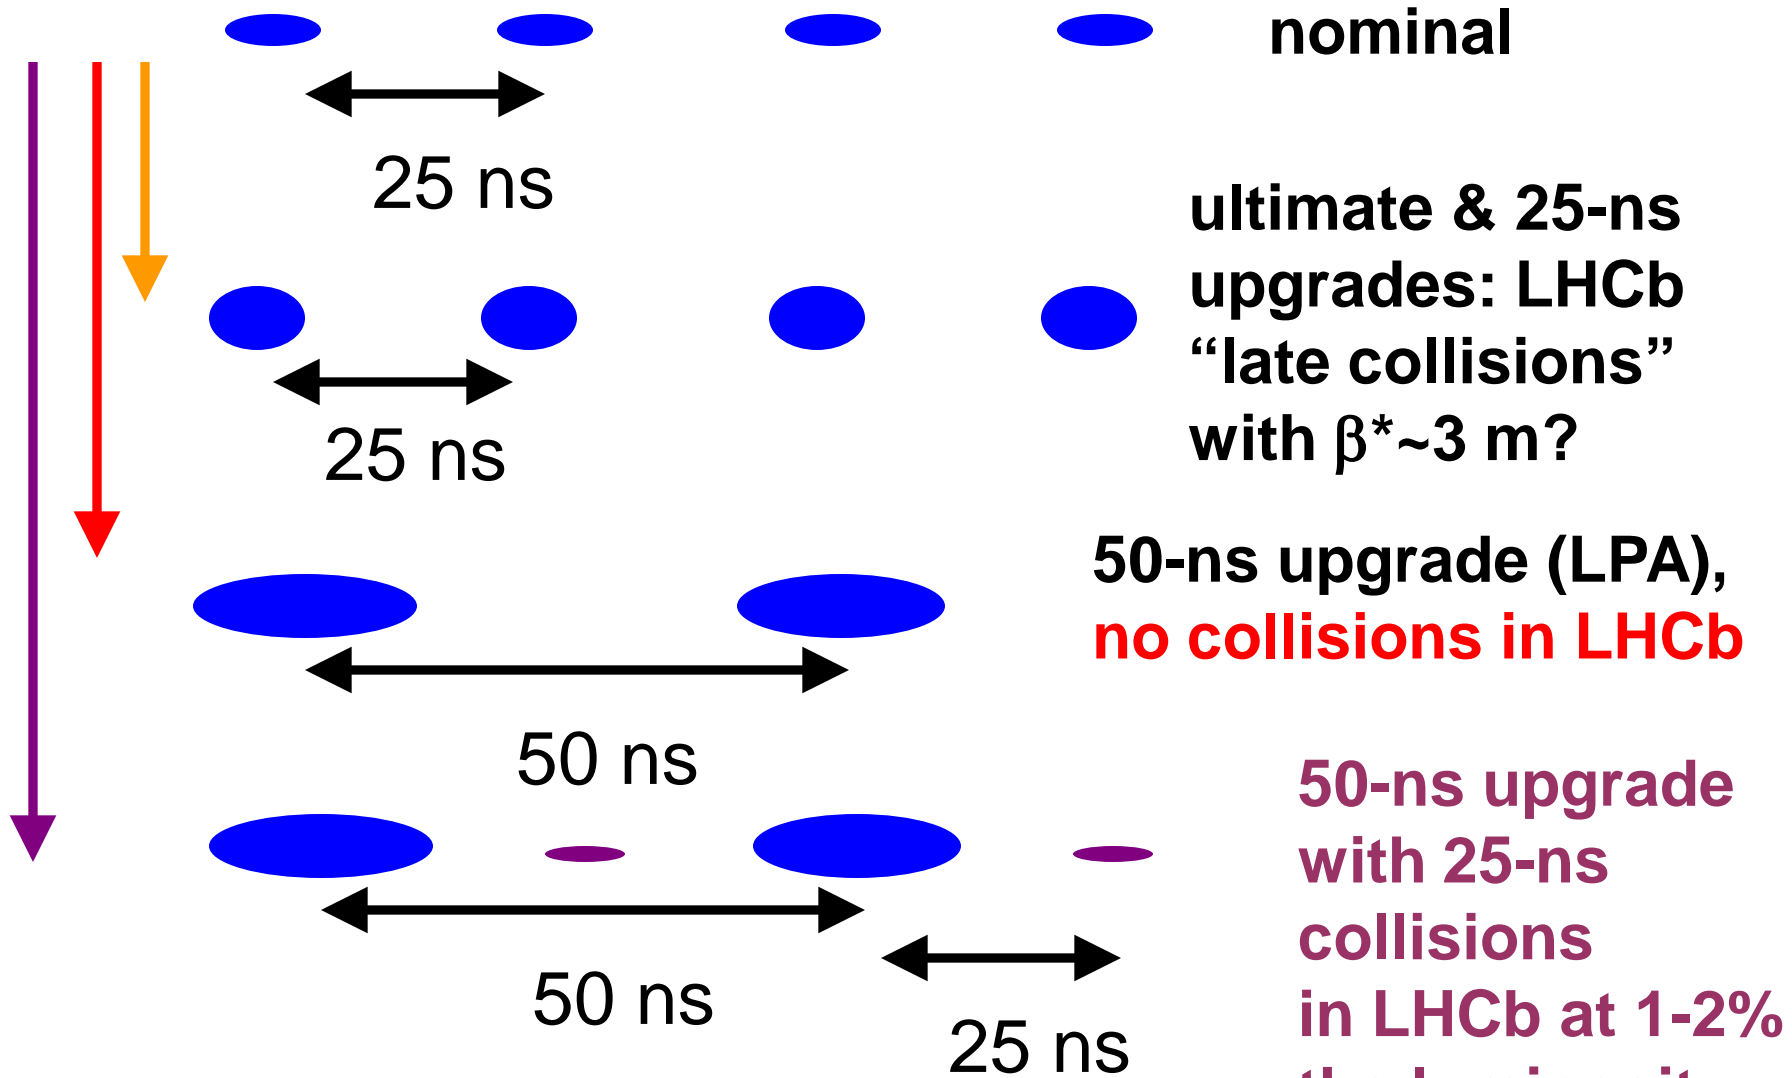 nominal
25 ns
ultimate & 25-ns
upgrades: LHCb
“late collisions”
with β*~3 m?
25 ns
50-ns upgrade (LPA),
no collisions in LHCb
50 ns
50-ns upgrade
with 25-ns
collisions
in LHCb at 1-2%
50 ns
25 ns